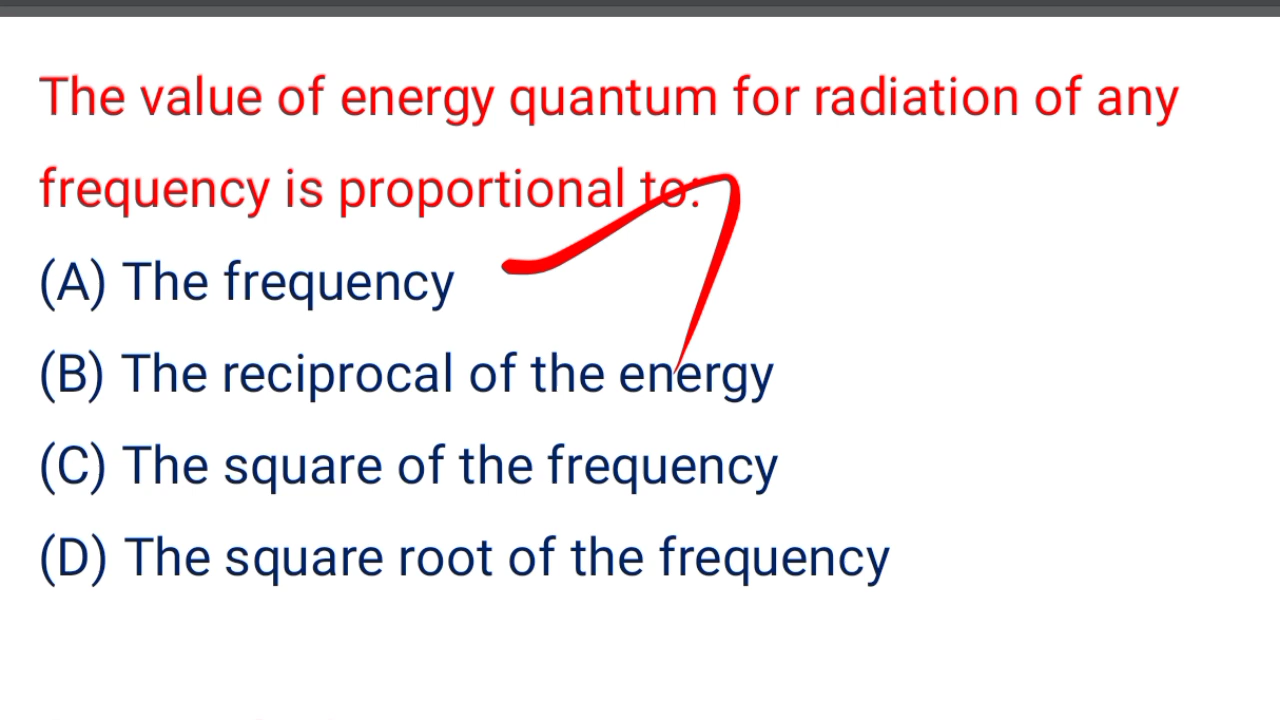 The value of energy quantum for radiation of any
frequency is proportional to:
(A) The frequency
(B) The reciprocal of the energy
(C) The square of the frequency
(D) The square root of the frequency